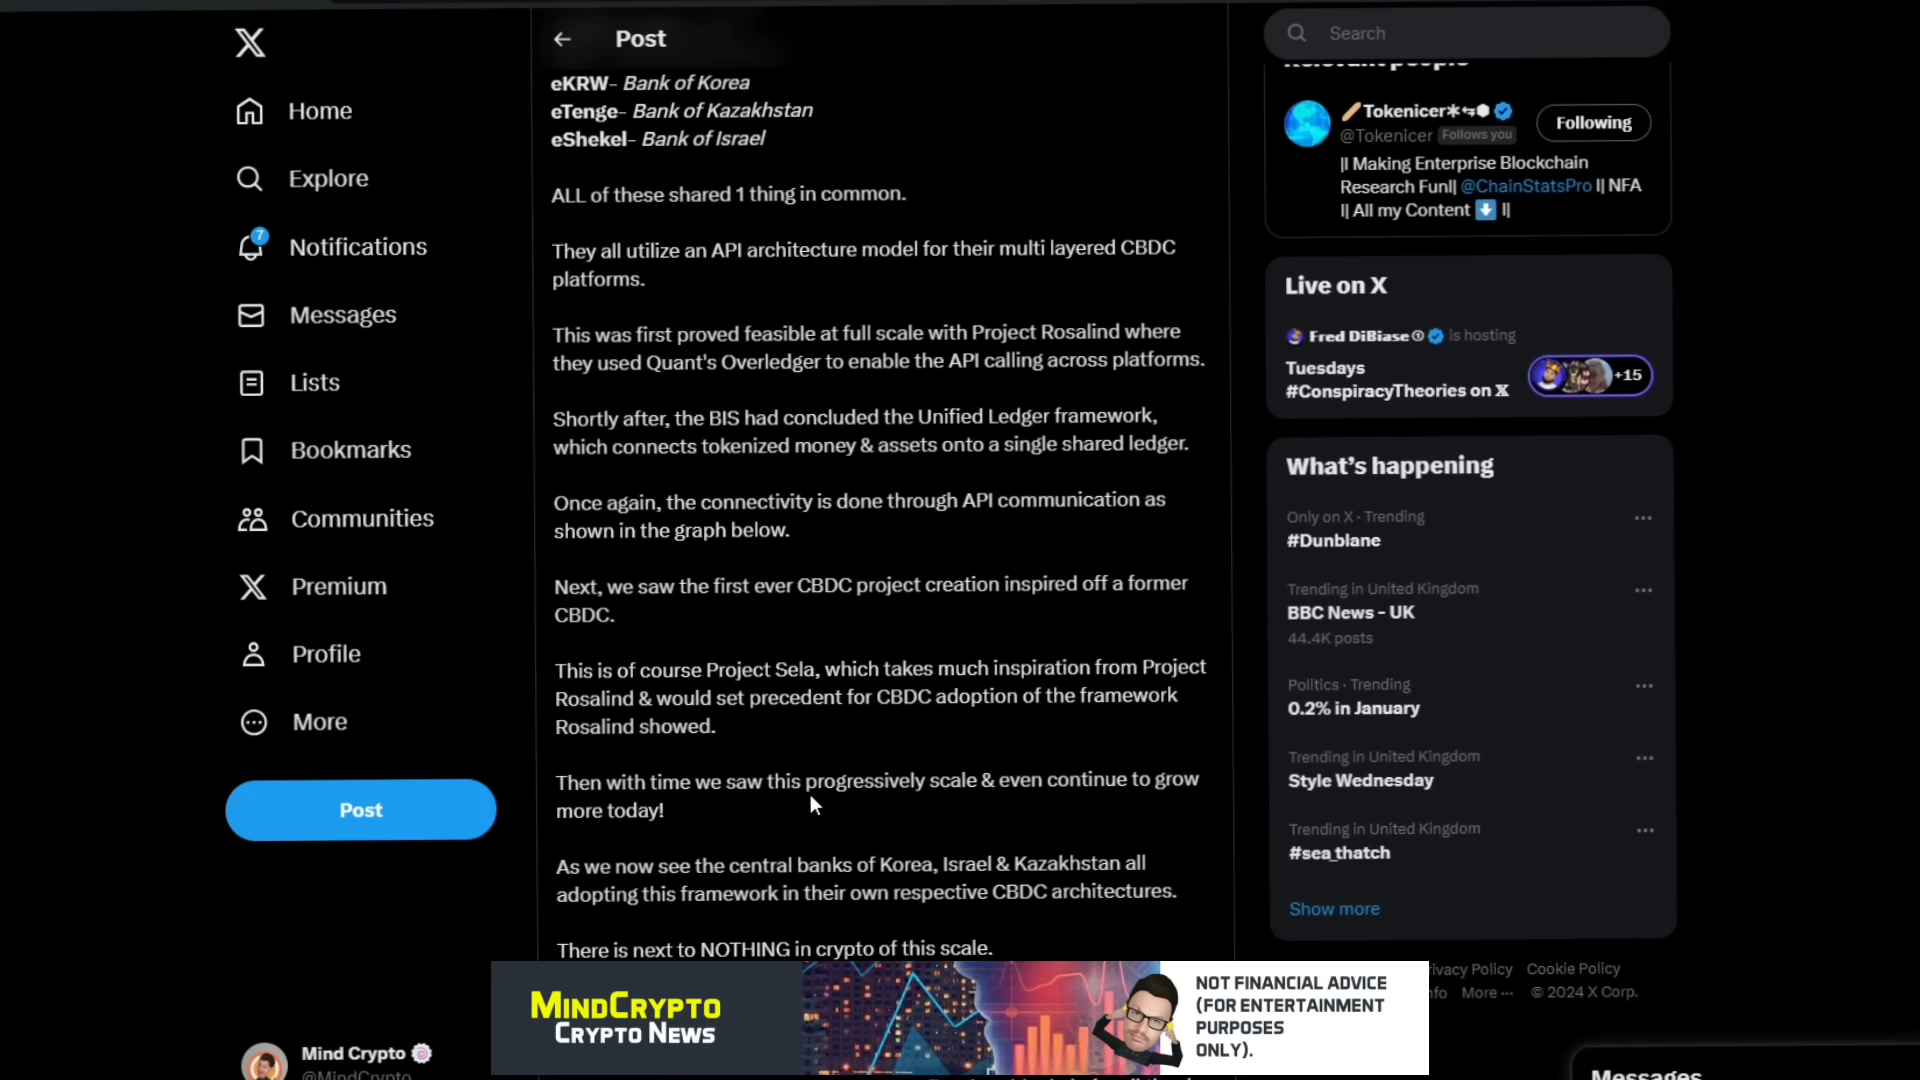 Home
Explore
7
Notifications
Messages
Lists
Bookmarks
Communities
Premium
Profile
More
Post
Mind Crypto
@MindCrypto
Post
eKRW– Bank of Korea
eTenge– Bank of Kazakhstan
eShekel– Bank of Israel
ALL of these shared 1 thing in common.
They all utilize an API architecture model for their multi layered CBDC
platforms.
This was first proved feasible at full scale with Project Rosalind where
they used Quant's Overledger to enable the API calling across platforms.
Shortly after, the BIS had concluded the Unified Ledger framework,
which connects tokenized money & assets onto a single shared ledger.
Once again, the connectivity is done through API communication as
shown in the graph below.
Next, we saw the first ever CBDC project creation inspired off a former
CBDC.
This is of course Project Sela, which takes much inspiration from Project
Rosalind & would set precedent for CBDC adoption of the framework
Rosalind showed.
Then with time we saw this progressively scale & even continue to grow
more today!
As we now see the central banks of Korea, Israel & Kazakhstan all
adopting this framework in their own respective CBDC architectures.
There is next to NOTHING in crypto of this scale.
MINDCRYPTO
CRYPTO NEWS
NOT FINANCIAL ADVICE
(FOR ENTERTAINMENT
PURPOSES
ONLY).
Search
Relevant people
Tokenicer
@Tokenicer Follows you
Following
|| Making Enterprise Blockchain
Research Fun|| @ChainStatsPro || NFA
|| All my Content ||
Live on X
Fred DiBiase is hosting
Tuesdays
#ConspiracyTheories on X
+15
What's happening
Only on X · Trending
#Dunblane
Trending in United Kingdom
BBC News - UK
44.4K posts
Politics · Trending
0.2% in January
Trending in United Kingdom
Style Wednesday
Trending in United Kingdom
#sea_thatch
Show more
Policy Cookie Policy
More ··· © 2024 X Corp.
Messages